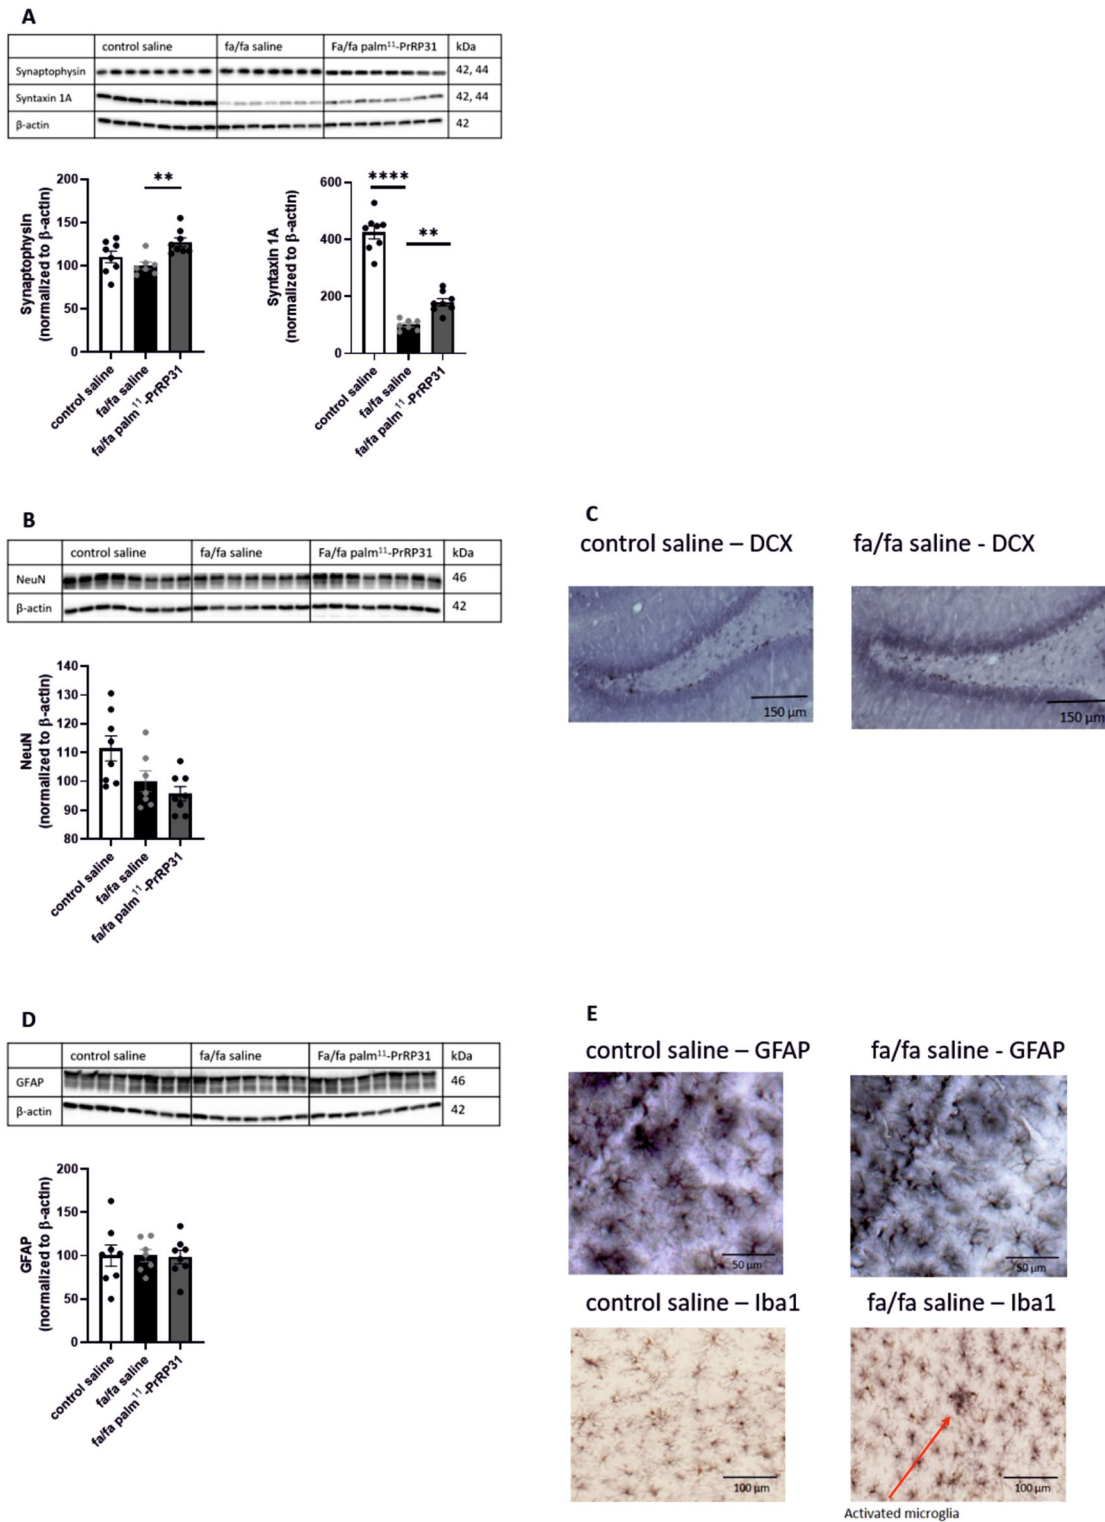 A
control saline fa/fa saline Fa/fa palm¹¹-PrRP31 kDa
Synaptophysin 42, 44
Syntaxin 1A 42, 44
β-actin 42
Synaptophysin
(normalized to β-actin)
200
150
100
50
0
**
control saline
fa/fa saline
fa/fa palm¹¹-PrRP31
Syntaxin 1A
(normalized to β-actin)
600
400
200
0
****
**
control saline
fa/fa saline
fa/fa palm¹¹-PrRP31
B
control saline fa/fa saline Fa/fa palm¹¹-PrRP31 kDa
NeuN 46
β-actin 42
NeuN
(normalized to β-actin)
140
130
120
110
100
90
80
control saline
fa/fa saline
fa/fa palm¹¹-PrRP31
C
control saline – DCX
fa/fa saline - DCX
150 μm
150 μm
D
control saline fa/fa saline Fa/fa palm¹¹-PrRP31 kDa
GFAP 46
β-actin 42
GFAP
(normalized to β-actin)
200
150
100
50
0
control saline
fa/fa saline
fa/fa palm¹¹-PrRP31
E
control saline – GFAP
fa/fa saline - GFAP
50 μm
50 μm
control saline – Iba1
fa/fa saline – Iba1
100 μm
100 μm
Activated microglia